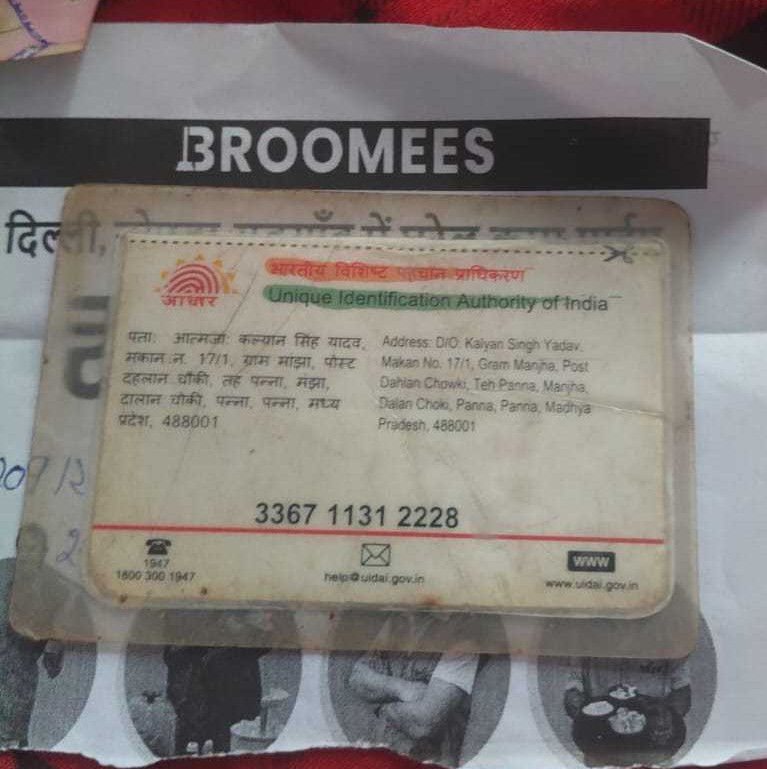 BROOMEES
दिल्ली,
भारतीय विशिष्ट पहचान प्राधिकरण
Unique Identification Authority of India
आधार
पता: आत्मजा: कल्यान सिंह यादव,
मकान.न. 17/1, ग्राम मांझा, पोस्ट
दहलान चौकी, तह पन्ना, मंझा,
दालान चौकी, पन्ना, पन्ना, मध्य
प्रदेश, 488001
Address: D/O: Kalyan Singh Yadav,
Makan No. 17/1, Gram Manjha, Post
Dahlan Chowki, Teh Panna, Manjha,
Dalan Choki, Panna, Panna, Madhya
Pradesh, 488001
3367 1131 2228
1947
1800 300 1947
help@uidai.gov.in
WWW
www.uidai.gov.in